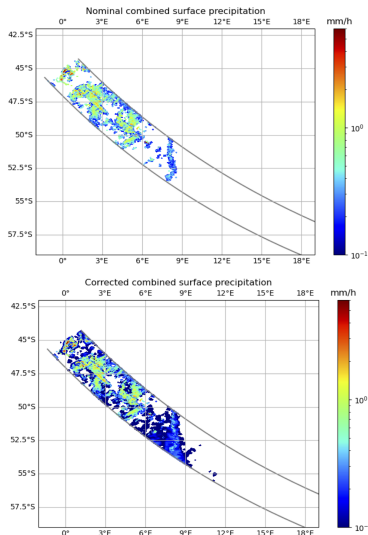 Nominal combined surface precipitation
mm/h
0° 3°E 6°E 9°E 12°E 15°E 18°E
42.5°S
45°S
47.5°S
50°S
52.5°S
55°S
57.5°S
10⁰
10⁻¹
0° 3°E 6°E 9°E 12°E 15°E 18°E
Corrected combined surface precipitation
mm/h
0° 3°E 6°E 9°E 12°E 15°E 18°E
42.5°S
45°S
47.5°S
50°S
52.5°S
55°S
57.5°S
10⁰
10⁻
0° 3°E 6°E 9°E 12°E 15°E 18°E